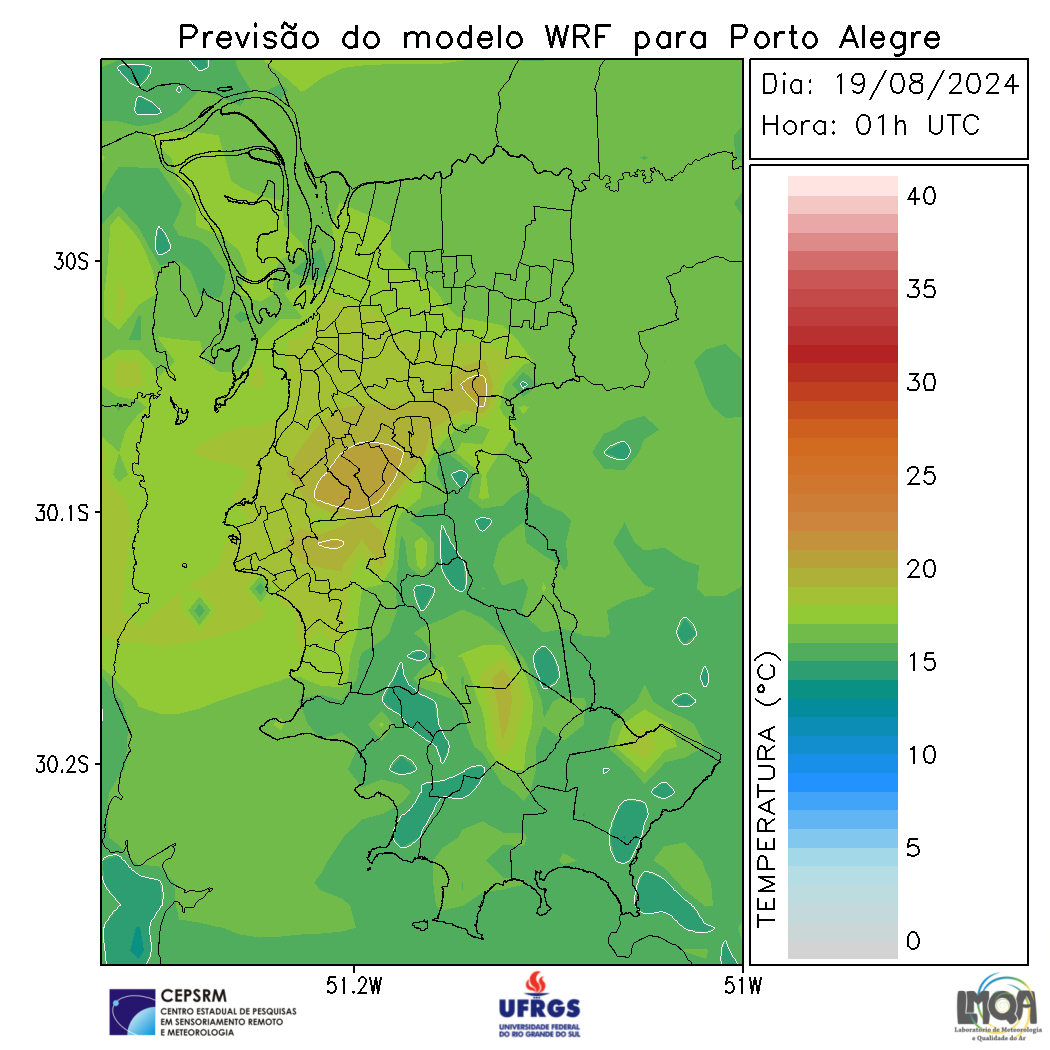 Previsão do modelo WRF para Porto Alegre
Dia: 19/08/2024
Hora: 01h UTC
40
35
30
25
20
15
10
5
0
TEMPERATURA (°C)
30S
30.1S
30.2S
51.2W
51W
CEPSRM
CENTRO ESTADUAL DE PESQUISAS
EM SENSORIAMENTO REMOTO
E METEOROLOGIA
UFRGS
UNIVERSIDADE FEDERAL
DO RIO GRANDE DO SUL
LMQA
Laboratório de Meteorologia
e Qualidade do Ar